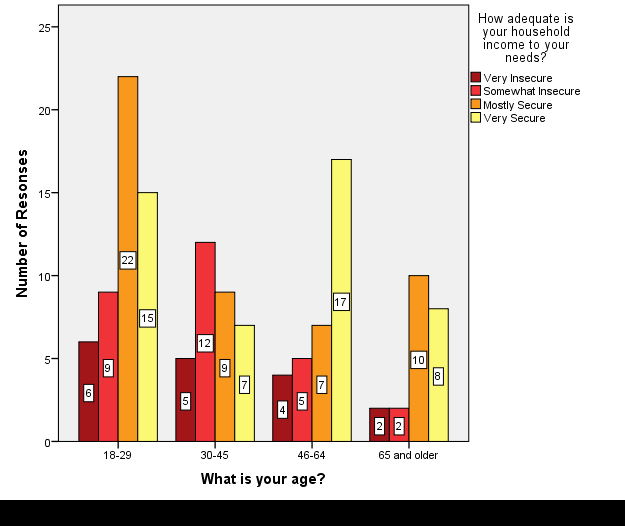 How adequate is
your household
income to your
needs?
Very Insecure
Somewhat Insecure
Mostly Secure
Very Secure
Number of Resonses
25
20
15
10
5
0
6
9
22
15
5
12
9
7
4
5
7
17
2
2
10
8
18-29
30-45
46-64
65 and older
What is your age?